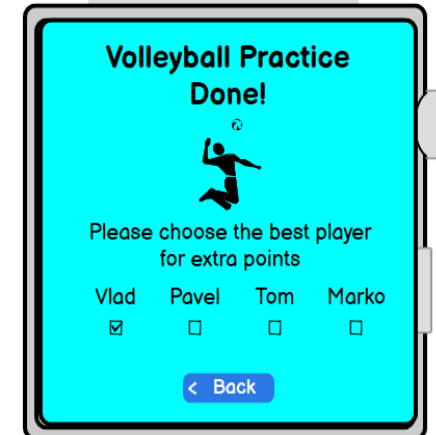 Volleyball Practice
Done!
Please choose the best player
for extra points
Vlad Pavel Tom Marko
< Back